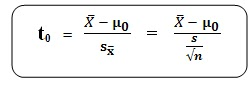 t₀ = X̄ − μ₀ / s_X̄ = X̄ − μ₀ / s / √n